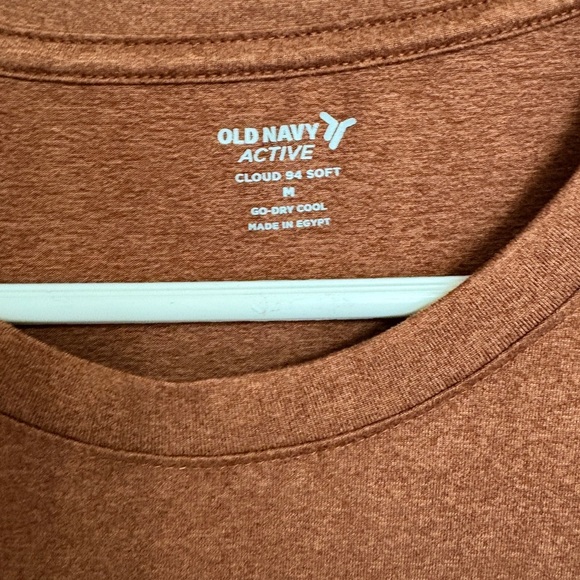 OLD NAVY
ACTIVE
CLOUD 94 SOFT
M
GO-DRY COOL
MADE IN EGYPT